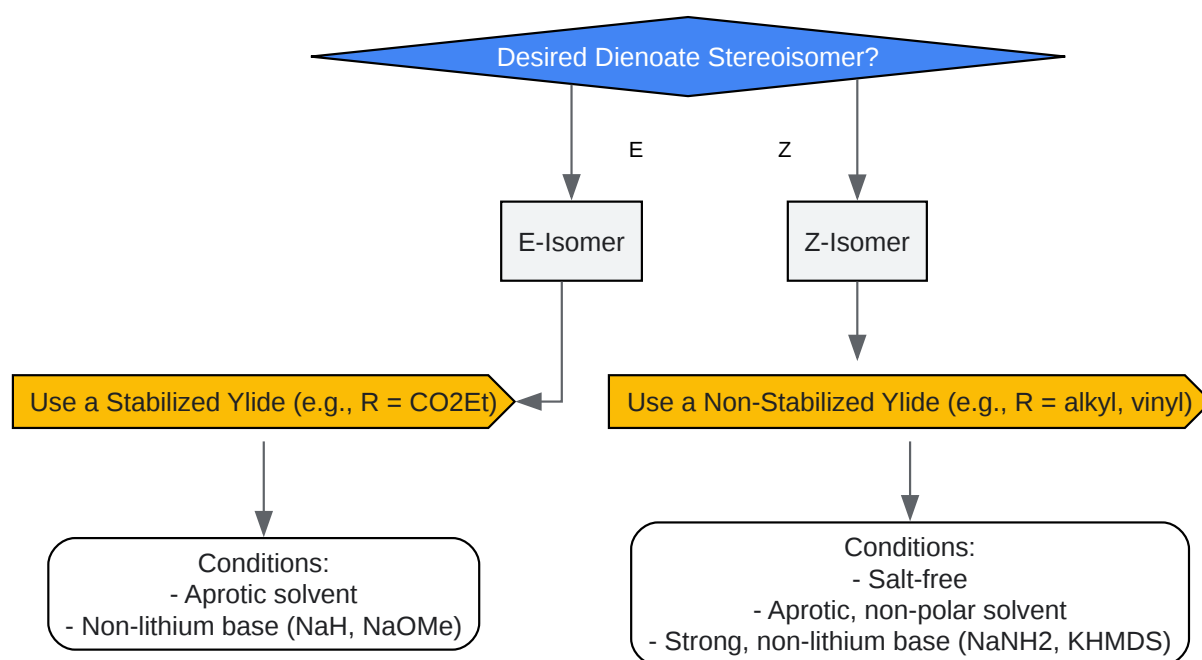 Desired Dienoate Stereoisomer?
E
Z
E-Isomer
Z-Isomer
Use a Stabilized Ylide (e.g., R = CO2Et)
Use a Non-Stabilized Ylide (e.g., R = alkyl, vinyl)
Conditions:
- Aprotic solvent
- Non-lithium base (NaH, NaOMe)
Conditions:
- Salt-free
- Aprotic, non-polar solvent
- Strong, non-lithium base (NaNH2, KHMDS)